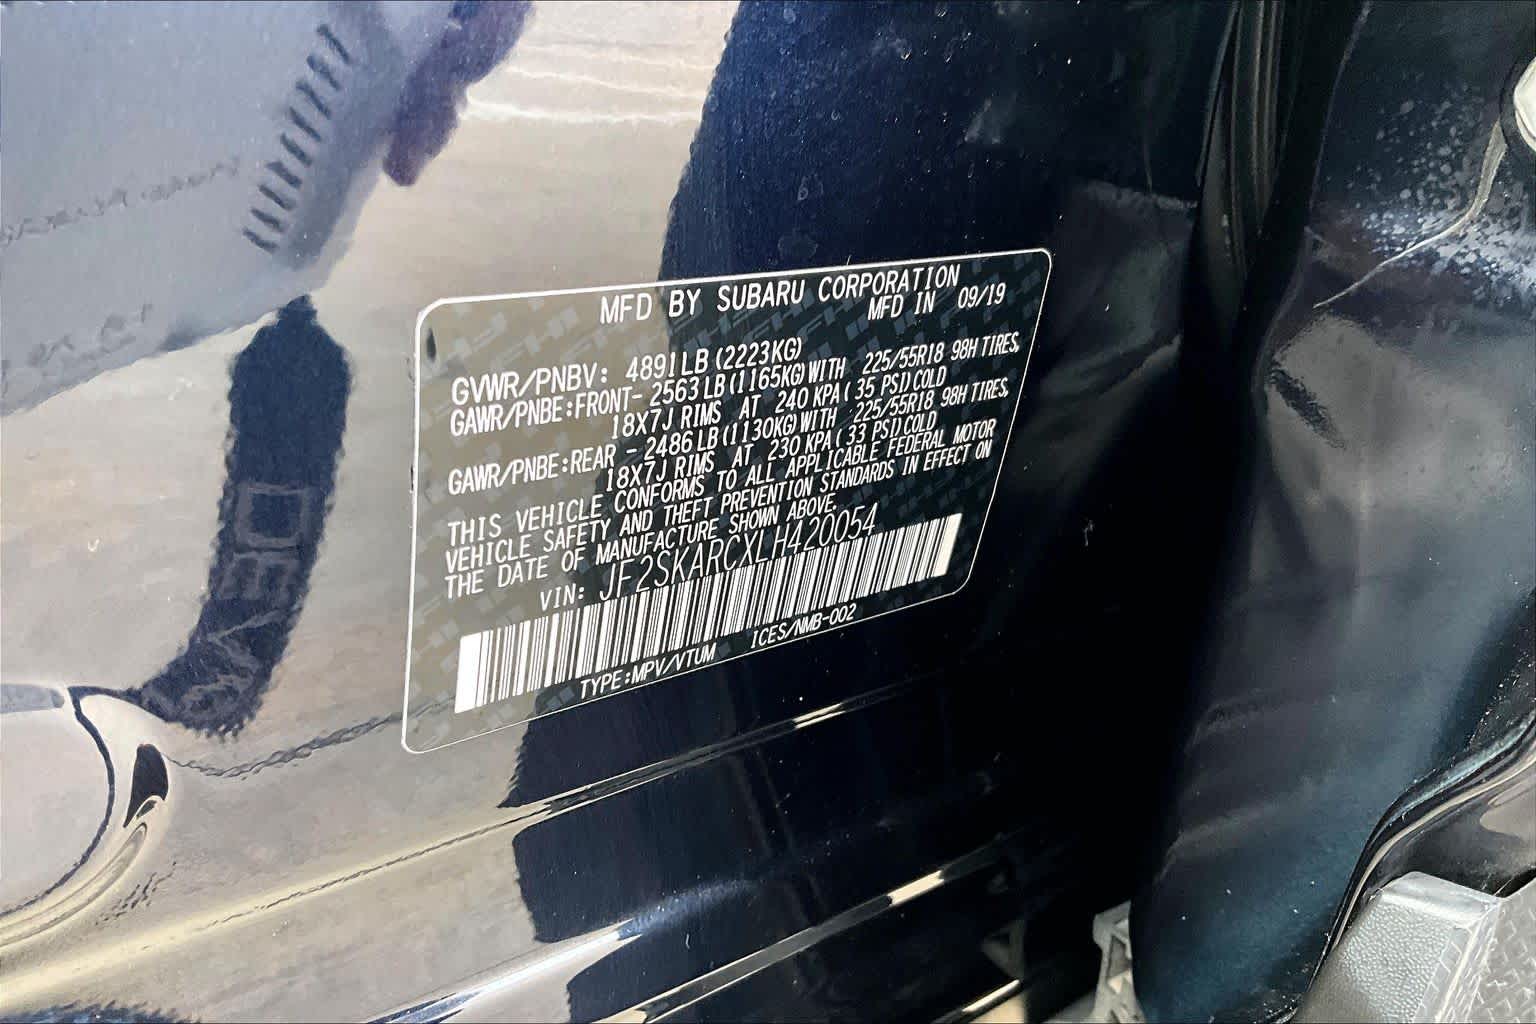 MFD BY SUBARU CORPORATION
MFD IN 09/19
GVWR/PNBV: 4891LB (2223KG)
GAWR/PNBE:FRONT- 2563LB (1165KG) WITH 225/55R18 98H TIRES,
18X7J RIMS AT 240 KPA( 35 PSI)COLD
GAWR/PNBE:REAR - 2486LB (1130KG) WITH 225/55R18 98H TIRES,
18X7J RIMS AT 230 KPA( 33 PSI)COLD
THIS VEHICLE CONFORMS TO ALL APPLICABLE FEDERAL MOTOR
VEHICLE SAFETY AND THEFT PREVENTION STANDARDS IN EFFECT ON
THE DATE OF MANUFACTURE SHOWN ABOVE.
VIN: JF2SKARCXLH420054
TYPE:MPV/VTUM ICES/NMB-002